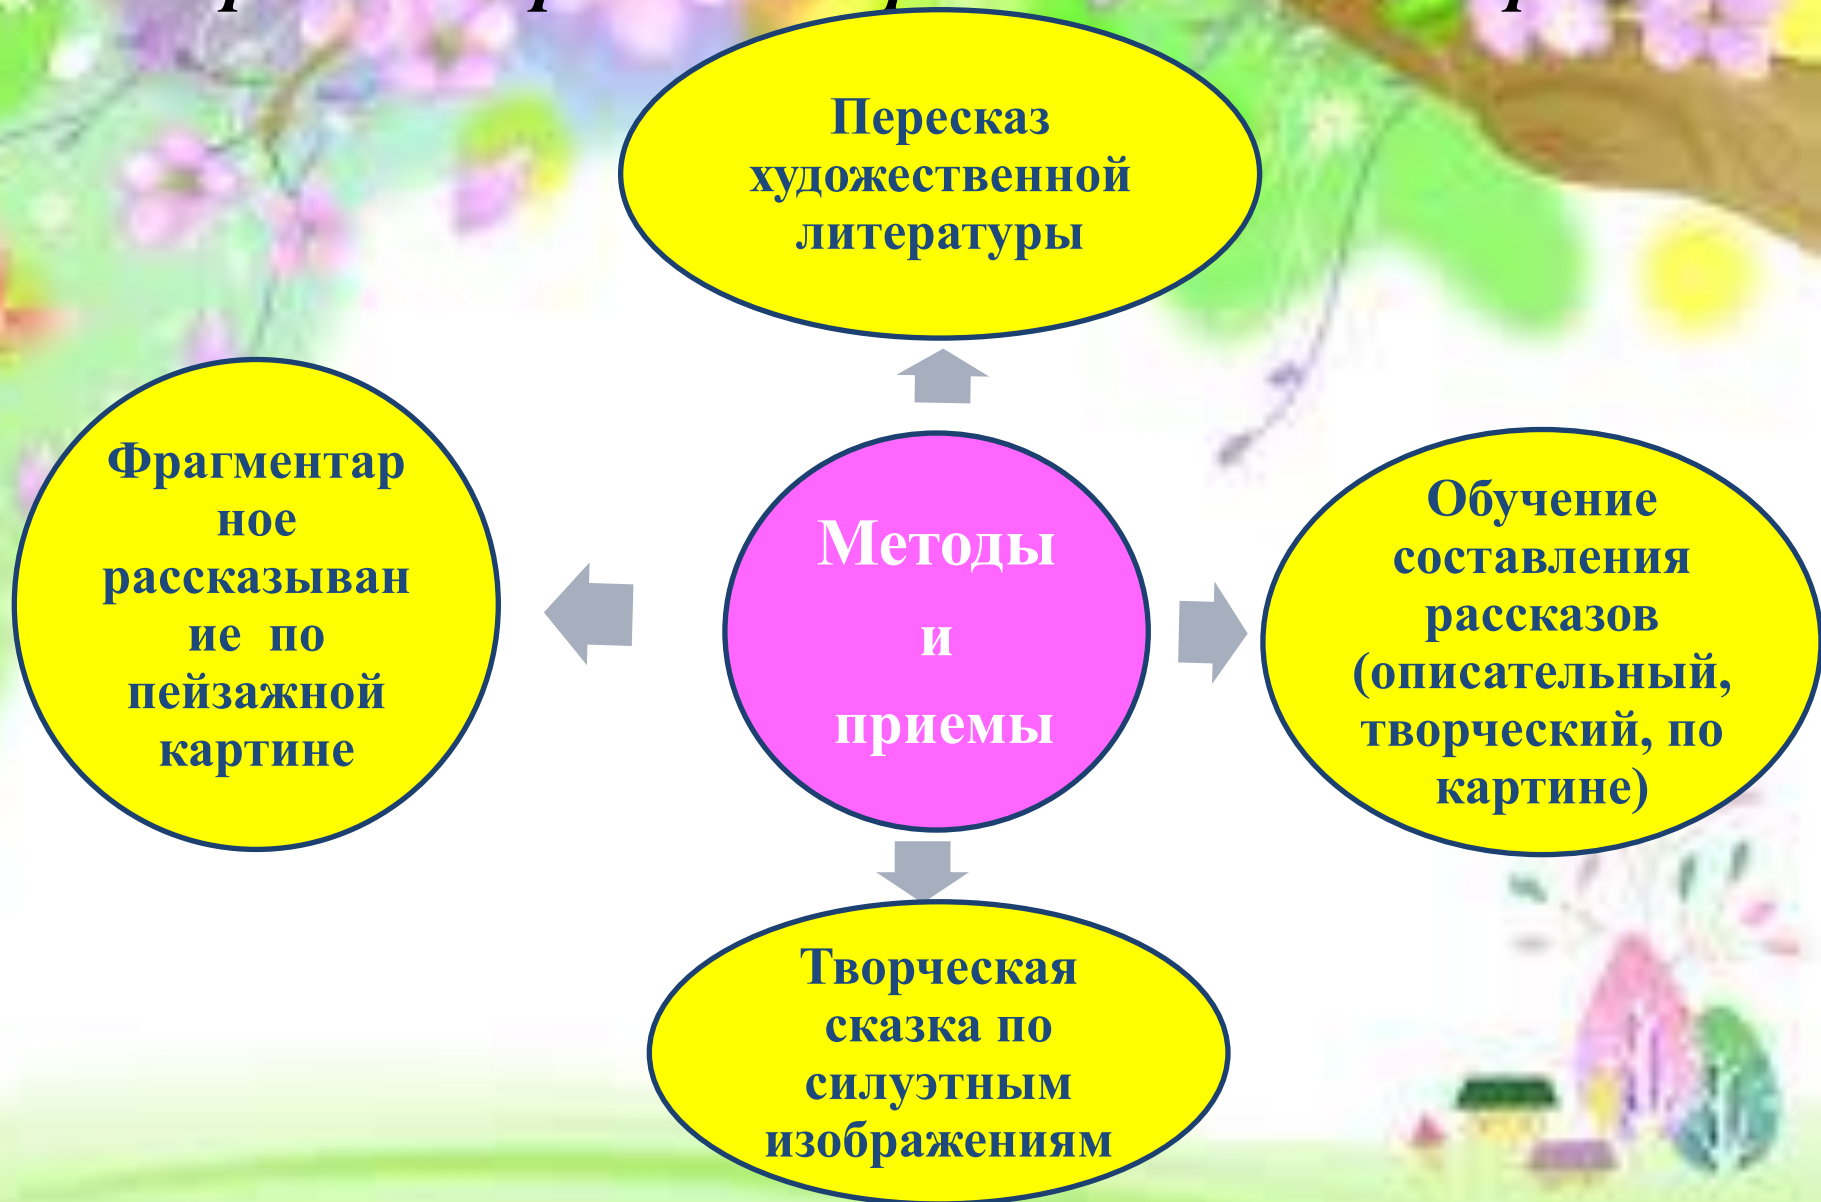 Пересказ
художественной
литературы
Фрагментар
ное
рассказыван
ие по
пейзажной
картине
Методы
и
приемы
Обучение
составления
рассказов
(описательный,
творческий, по
картине)
Творческая
сказка по
силуэтным
изображениям